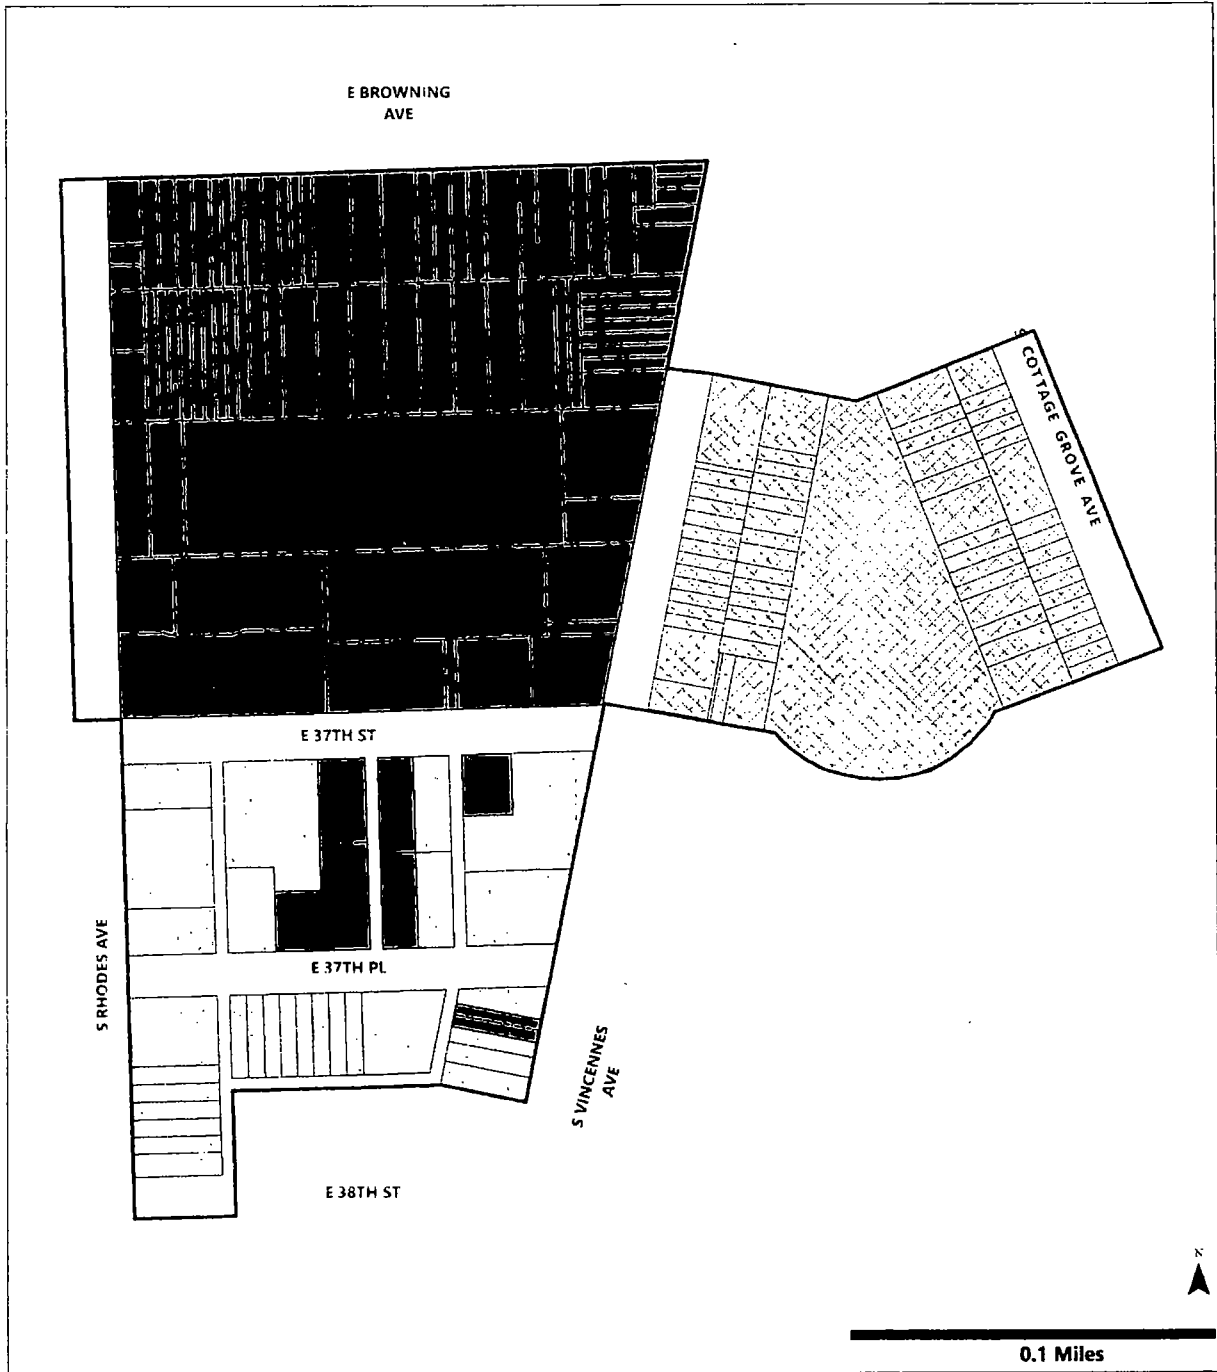 E BROWNING
AVE
S COTTAGE GROVE AVE
E 37TH ST
S RHODES AVE
E 37TH PL
S VINCENNES
AVE
E 38TH ST
N
0.1 Miles